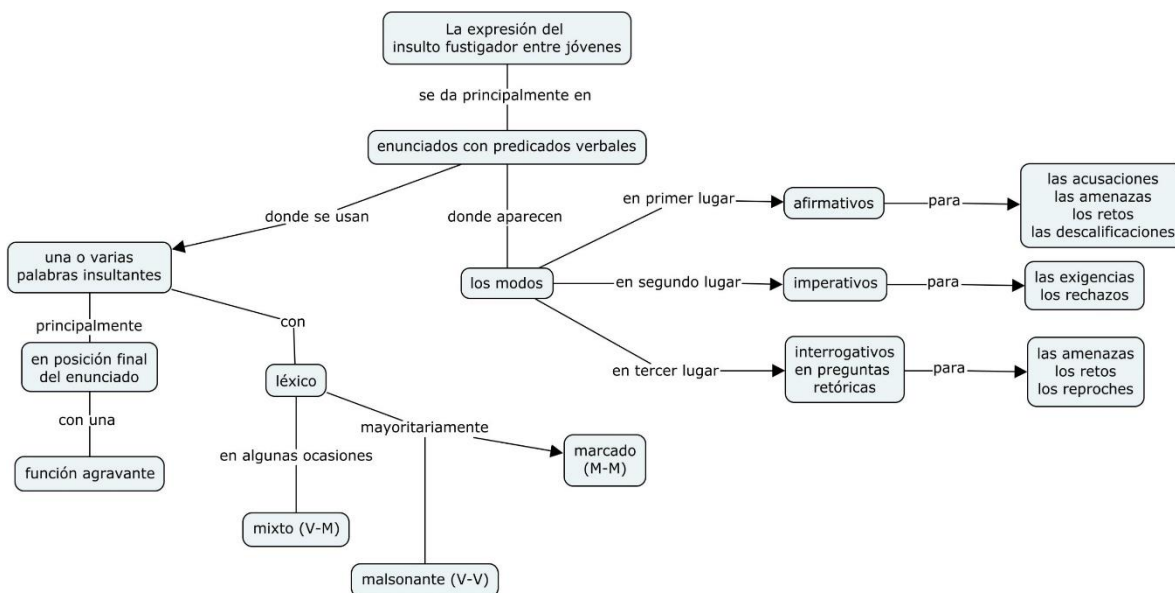 La expresión del
insulto fustigador entre jóvenes
se da principalmente en
enunciados con predicados verbales
donde se usan
donde aparecen
una o varias
palabras insultantes
principalmente
en posición final
del enunciado
con una
función agravante
con
léxico
en algunas ocasiones
mixto (V-M)
mayoritariamente
malsonante (V-V)
marcado
(M-M)
los modos
en primer lugar
afirmativos
para
las acusaciones
las amenazas
los retos
las descalificaciones
en segundo lugar
imperativos
para
las exigencias
los rechazos
en tercer lugar
interrogativos
en preguntas
retóricas
para
las amenazas
los retos
los reproches